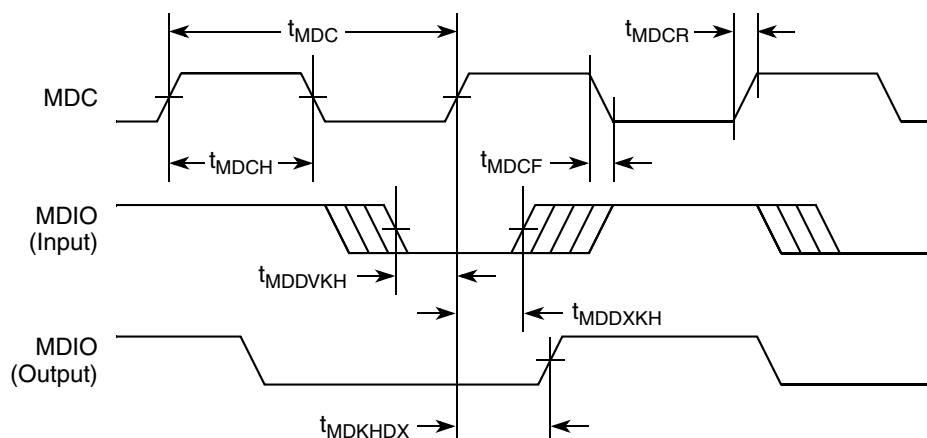 tMDC
tMDCR
MDC
tMDCH
tMDCF
MDIO
(Input)
tMDDVKH
tMDDXKH
MDIO
(Output)
tMDKHDX